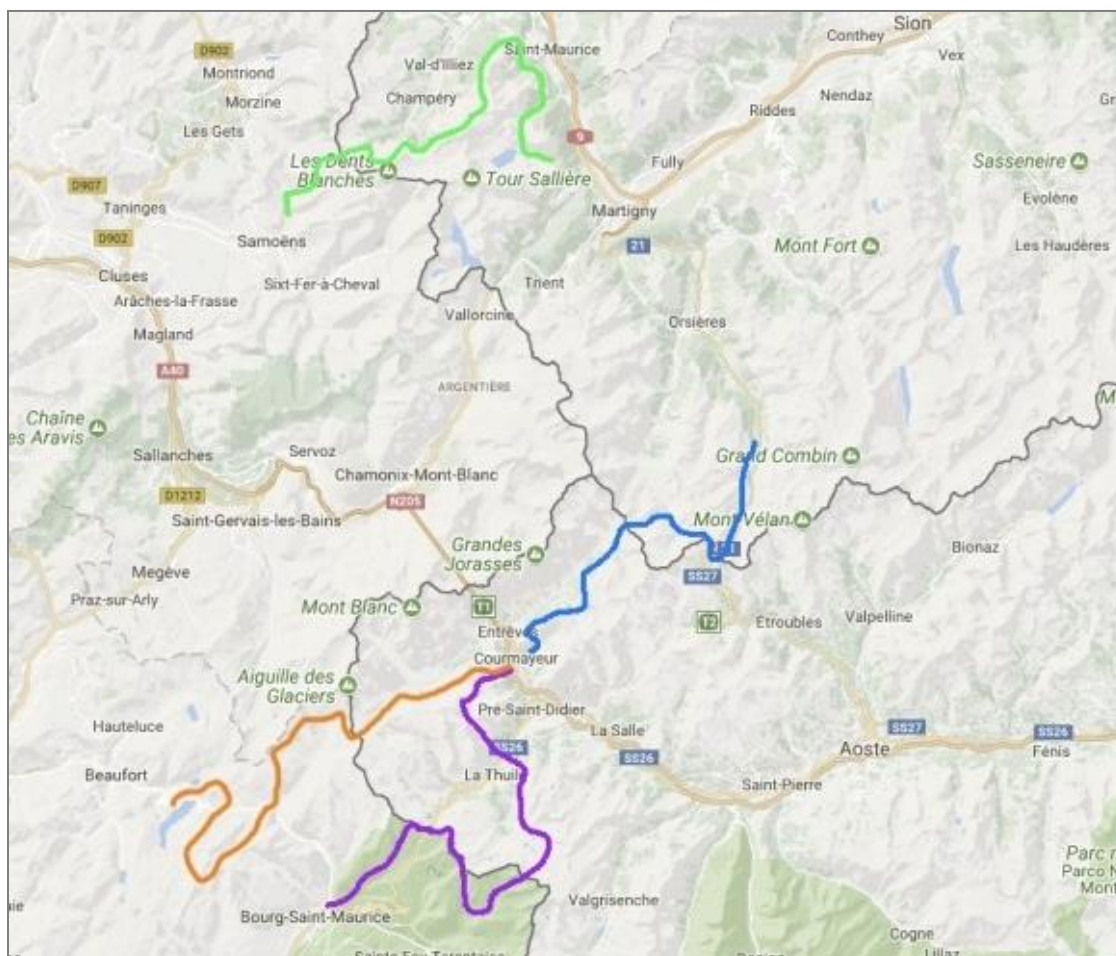 Sion
Conthey
Saint-Maurice
D902
Vex
Val-d'Illiez
Montriond
Champéry
Nendaz
Morzine
Riddes
Les Gets
9
Les Dents
Blanches
Fully
Sasseneire
D907
Tour Sallière
Evolène
Taninges
Martigny
D902
Samoëns
21
Mont Fort
Les Haudères
Cluses
Sixt-Fer-à-Cheval
Trient
Arâches-la-Frasse
Vallorcine
Orsières
Magland
A40
ARGENTIÈRE
Chaîne
es Aravis
Servoz
Sallanches
Grand Combin
Chamonix-Mont-Blanc
D1212
N205
Saint-Gervais-les-Bains
Mont Vélan
Grandes
Jorasses
Bionaz
Megève
SS27
Praz-sur-Arly
Mont Blanc
T1
Valpelline
T2
Étroubles
Entrèves
Courmayeur
Aiguille des
Glaciers
Pre-Saint-Didier
Hauteluce
La Salle
SS27
SS26
Aoste
SS26
SS26
Fénis
Beaufort
La Thuile
Saint-Pierre
Parc n
Parco N
Mont
Valgrisenche
Bourg-Saint-Maurice
Cogne
Lillaz